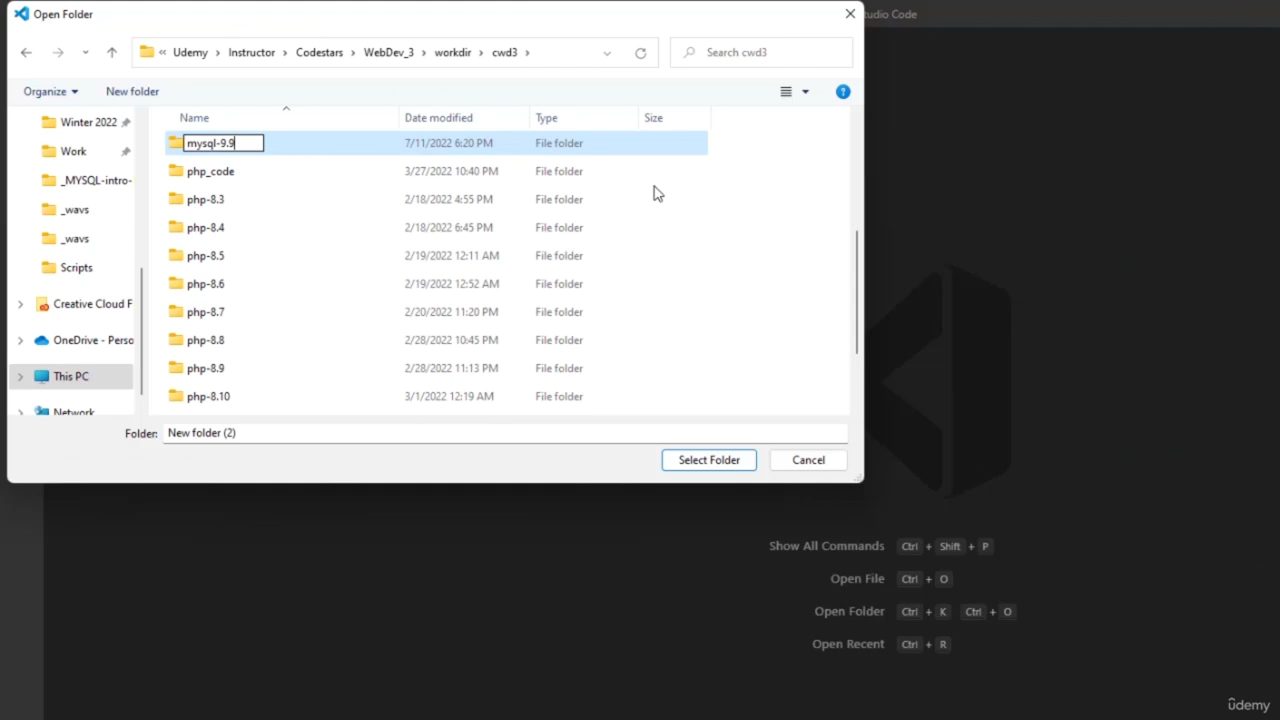 Open Folder
tudio Code
« Udemy > Instructor > Codestars > WebDev_3 > workdir > cwd3 >
Search cwd3
Organize
New folder
Name
Date modified
Type
Size
Winter 2022
Work
_MYSQL-intro-
_wavs
_wavs
Scripts
Creative Cloud F
OneDrive - Perso
This PC
Network
mysql-9.9 7/11/2022 6:20 PM File folder
php_code 3/27/2022 10:40 PM File folder
php-8.3 2/18/2022 4:55 PM File folder
php-8.4 2/18/2022 6:45 PM File folder
php-8.5 2/19/2022 12:11 AM File folder
php-8.6 2/19/2022 12:52 AM File folder
php-8.7 2/20/2022 11:20 PM File folder
php-8.8 2/28/2022 10:45 PM File folder
php-8.9 2/28/2022 11:13 PM File folder
php-8.10 3/1/2022 12:19 AM File folder
Folder: New folder (2)
Select Folder
Cancel
Show All Commands Ctrl + Shift + P
Open File Ctrl + O
Open Folder Ctrl + K Ctrl + O
Open Recent Ctrl + R
ûdemy